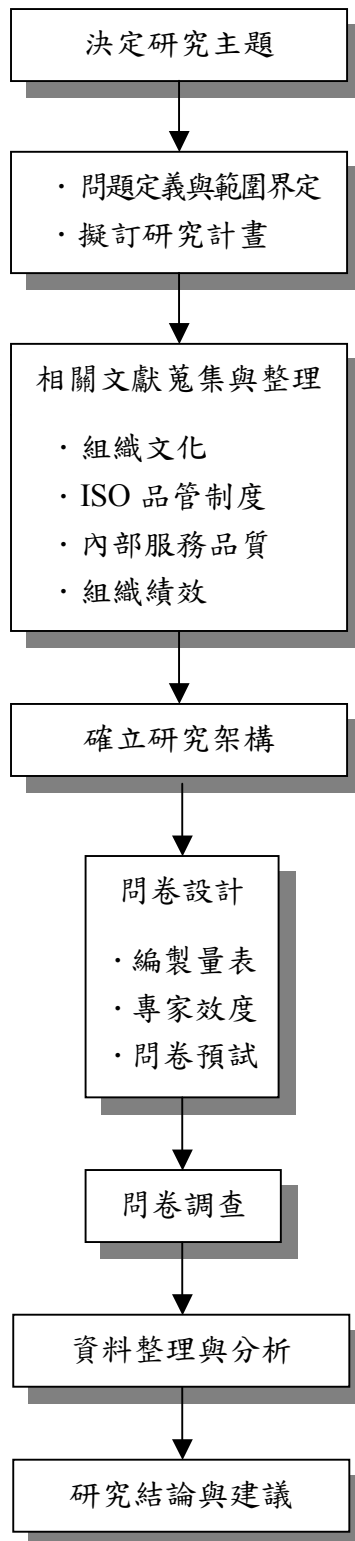 決定研究主題
·問題定義與範圍界定
·擬訂研究計畫
相關文獻蒐集與整理
·組織文化
·ISO 品管制度
·內部服務品質
·組織績效
確立研究架構
問卷設計
·編製量表
·專家效度
·問卷預試
問卷調查
資料整理與分析
研究結論與建議